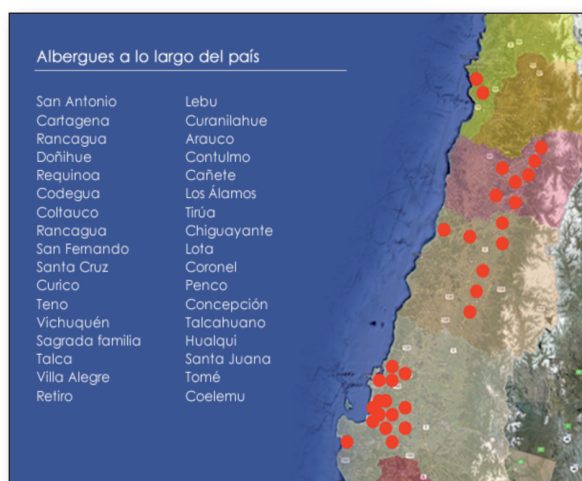 Albergues a lo largo del país
San Antonio
Cartagena
Rancagua
Doñihue
Requinoa
Codegua
Coltauco
Rancagua
San Fernando
Santa Cruz
Curico
Teno
Vichuquén
Sagrada familia
Talca
Villa Alegre
Retiro
Lebu
Curanilahue
Arauco
Contulmo
Cañete
Los Álamos
Tirúa
Chiguayante
Lota
Coronel
Penco
Concepción
Talcahuano
Hualqui
Santa Juana
Tomé
Coelemu